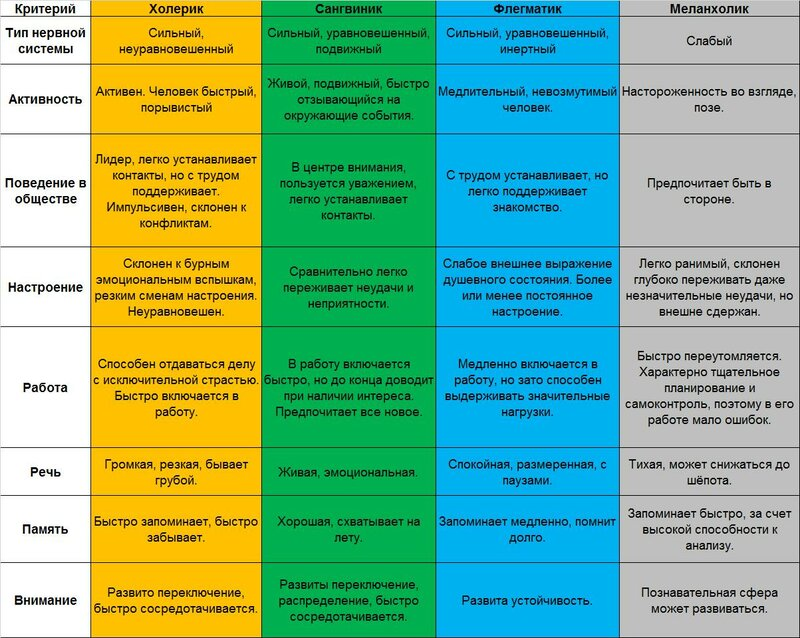 Критерий
Холерик
Сангвиник
Флегматик
Меланхолик
Тип нервной
системы
Сильный,
неуравновешенный
Сильный, уравновешенный,
подвижный
Сильный, уравновешенный,
инертный
Слабый
Активность
Активен. Человек быстрый,
порывистый
Живой, подвижный, быстро
отзывающийся на
окружающие события.
Медлительный, невозмутимый
человек.
Настороженность во взгляде,
позе.
Поведение в
обществе
Лидер, легко устанавливает
контакты, но с трудом
поддерживает.
Импульсивен, склонен к
конфликтам.
В центре внимания,
пользуется уважением,
легко устанавливает
контакты.
С трудом устанавливает, но
легко поддерживает
знакомство.
Предпочитает быть в
стороне.
Настроение
Склонен к бурным
эмоциональным вспышкам,
резким сменам настроения.
Неуравновешен.
Сравнительно легко
переживает неудачи и
неприятности.
Слабое внешнее выражение
душевного состояния. Более
или менее постоянное
настроение.
Легко ранимый, склонен
глубоко переживать даже
незначительные неудачи, но
внешне сдержан.
Работа
Способен отдаваться делу
с исключительной страстью.
Быстро включается в
работу.
В работу включается
быстро, но до конца доводит
при наличии интереса.
Предпочитает все новое.
Медленно включается в
работу, но зато способен
выдерживать значительные
нагрузки.
Быстро переутомляется.
Характерно тщательное
планирование и
самоконтроль, поэтому в его
работе мало ошибок.
Речь
Громкая, резкая, бывает
грубой.
Живая, эмоциональная.
Спокойная, размеренная, с
паузами.
Тихая, может снижаться до
шёпота.
Память
Быстро запоминает, быстро
забывает.
Хорошая, схватывает на
лету.
Запоминает медленно, помнит
долго.
Запоминает быстро, за счет
высокой способности к
анализу.
Внимание
Развито переключение,
быстро сосредотачивается.
Развиты переключение,
распределение, быстро
сосредотачивается.
Развита устойчивость.
Познавательная сфера
может развиваться.